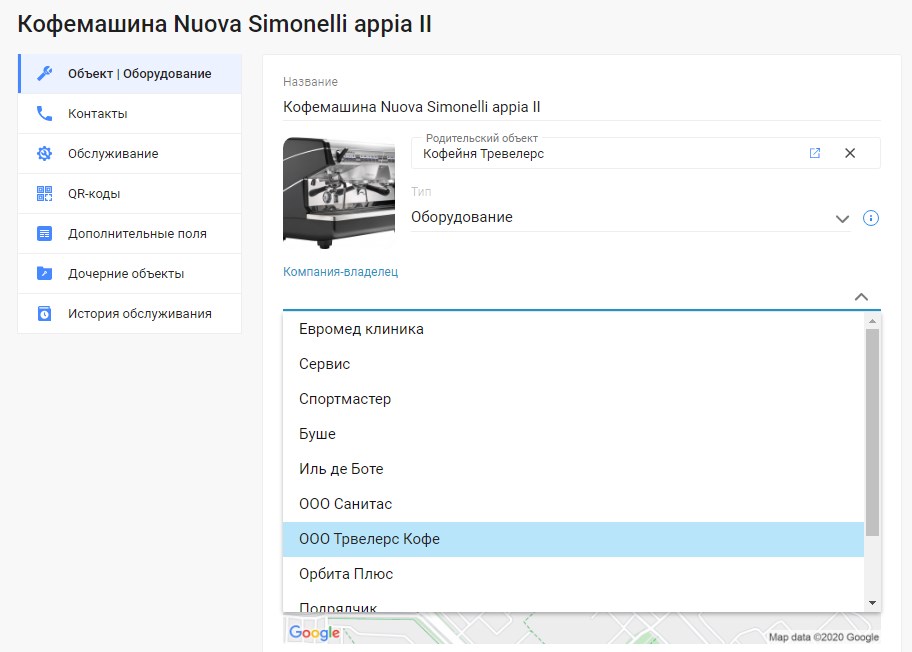 Кофемашина Nuova Simonelli appia II
Объект | Оборудование
Контакты
Обслуживание
QR-коды
Дополнительные поля
Дочерние объекты
История обслуживания
Название
Кофемашина Nuova Simonelli appia II
Родительский объект
Кофейня Тревелерс
Тип
Оборудование
Компания-владелец
Евромед клиника
Сервис
Спортмастер
Буше
Иль де Ботe
ООО Санитас
ООО Трвелерс Кофе
Орбита Плюс
Подрядчик
Google
Map data ©2020 Google